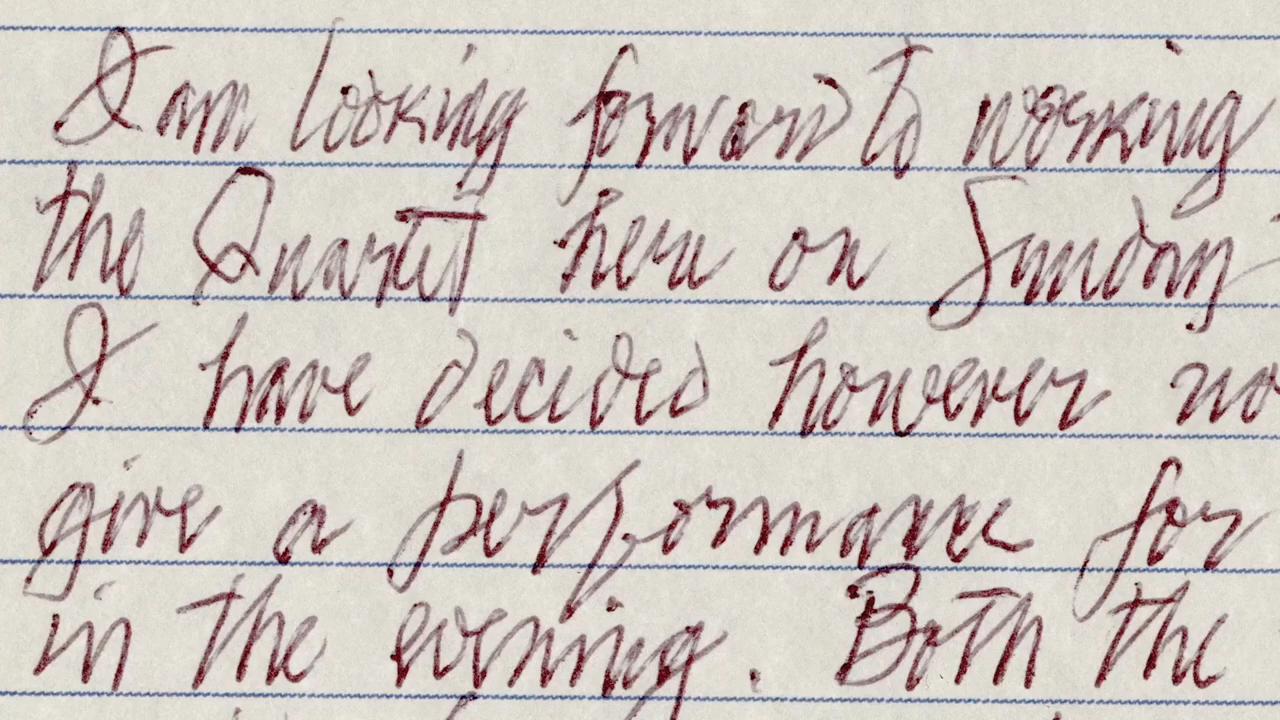 I am looking forward to working
the Quartet here on Sunday
I have decided however no
give a performance for
in the evening. Both the